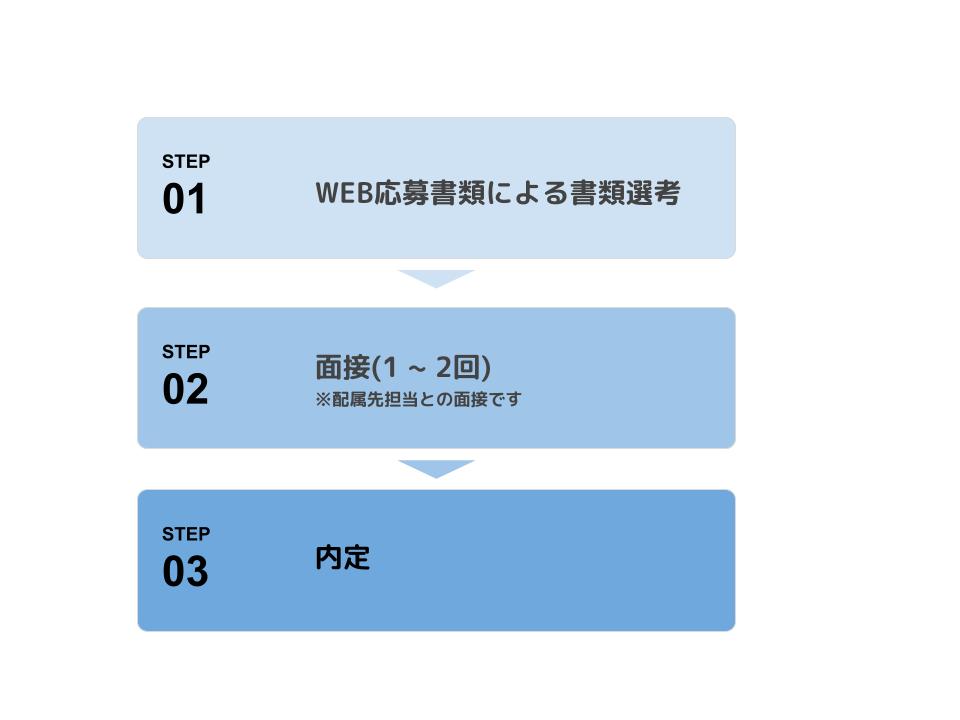 STEP
01
WEB応募書類による書類選考
STEP
02
面接(1 ~ 2回)
※配属先担当との面接です
STEP
03
内定